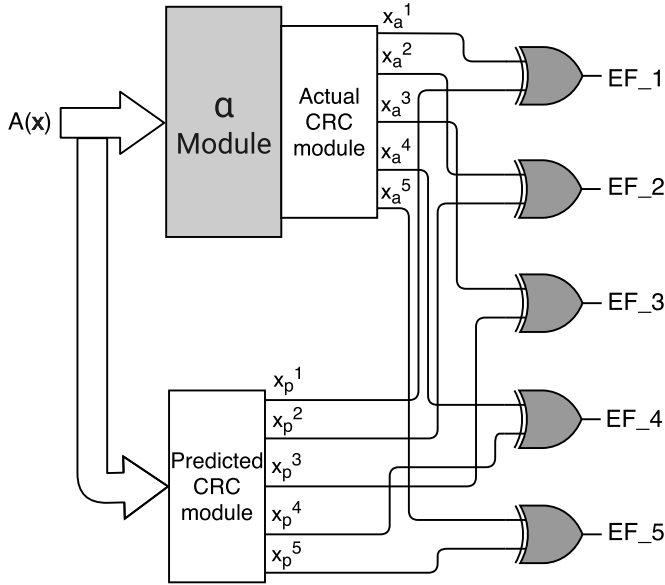 A(x)
α
Module
Actual
CRC
module
xₐ¹
xₐ²
xₐ³
xₐ⁴
xₐ⁵
EF_1
EF_2
EF_3
EF_4
EF_5
Predicted
CRC
module
xₚ¹
xₚ²
xₚ³
xₚ⁴
xₚ⁵